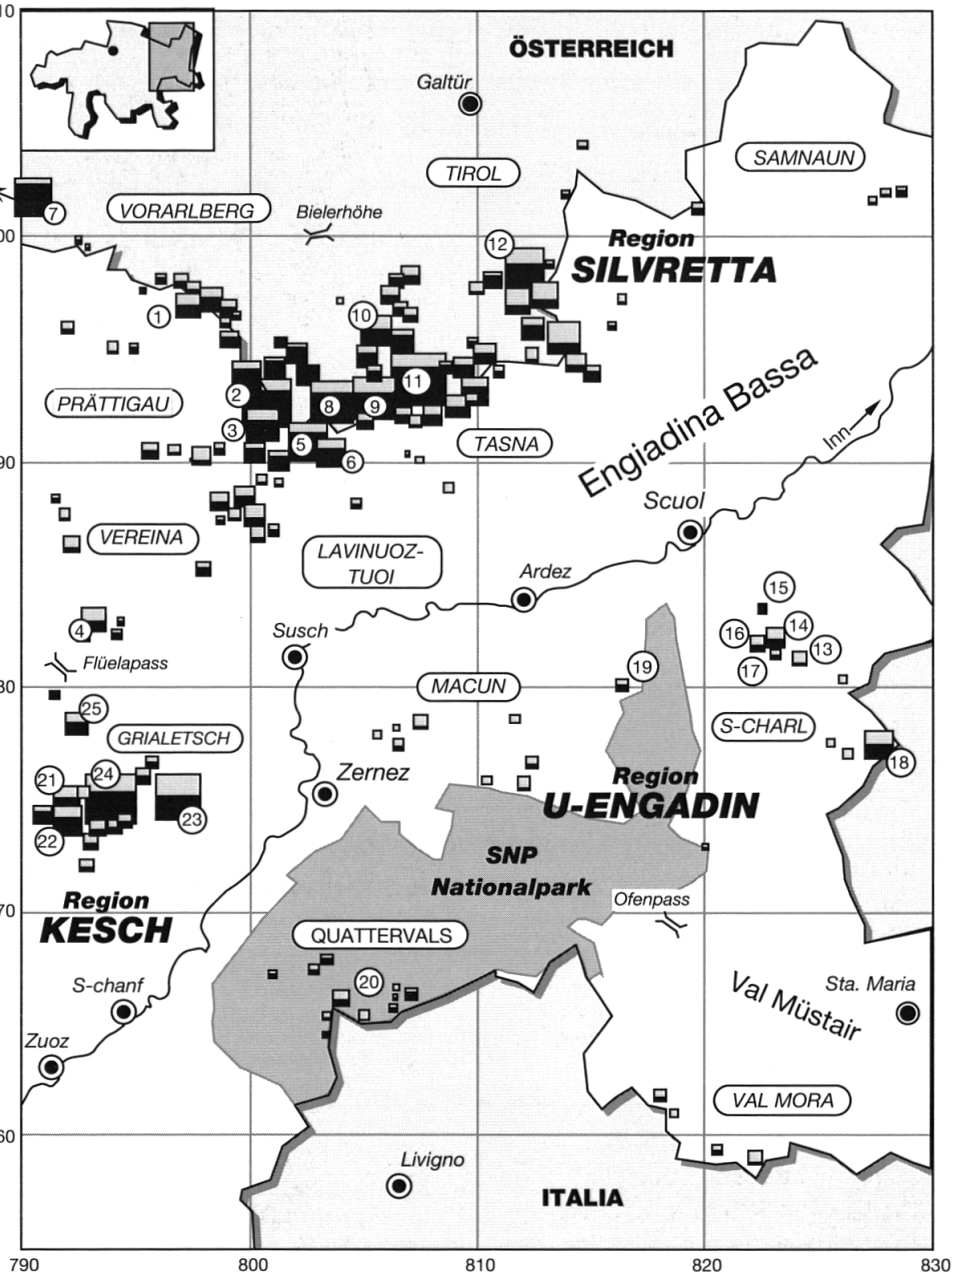 10
ÖSTERREICH
Galtür
SAMNAUN
TIROL
7
VORARLBERG
Bielerhöhe
00
12
Region
SILVRETTA
1
10
2
11
PRÄTTIGAU
8
9
3
5
6
TASNA
Engiadina Bassa
Inn
90
Scuol
VEREINA
LAVINUOZ-
TUOI
Ardez
15
4
Susch
16
14
13
17
Flüelapass
19
80
MACUN
25
S-CHARL
GRIALETSCH
18
21
24
Zernez
Region
U-ENGADIN
23
22
SNP
Nationalpark
Region
KESCH
Ofenpass
70
QUATTERVALS
S-chanf
20
Val Müstair
Sta. Maria
Zuoz
VAL MORA
60
Livigno
ITALIA
790
800
810
820
830